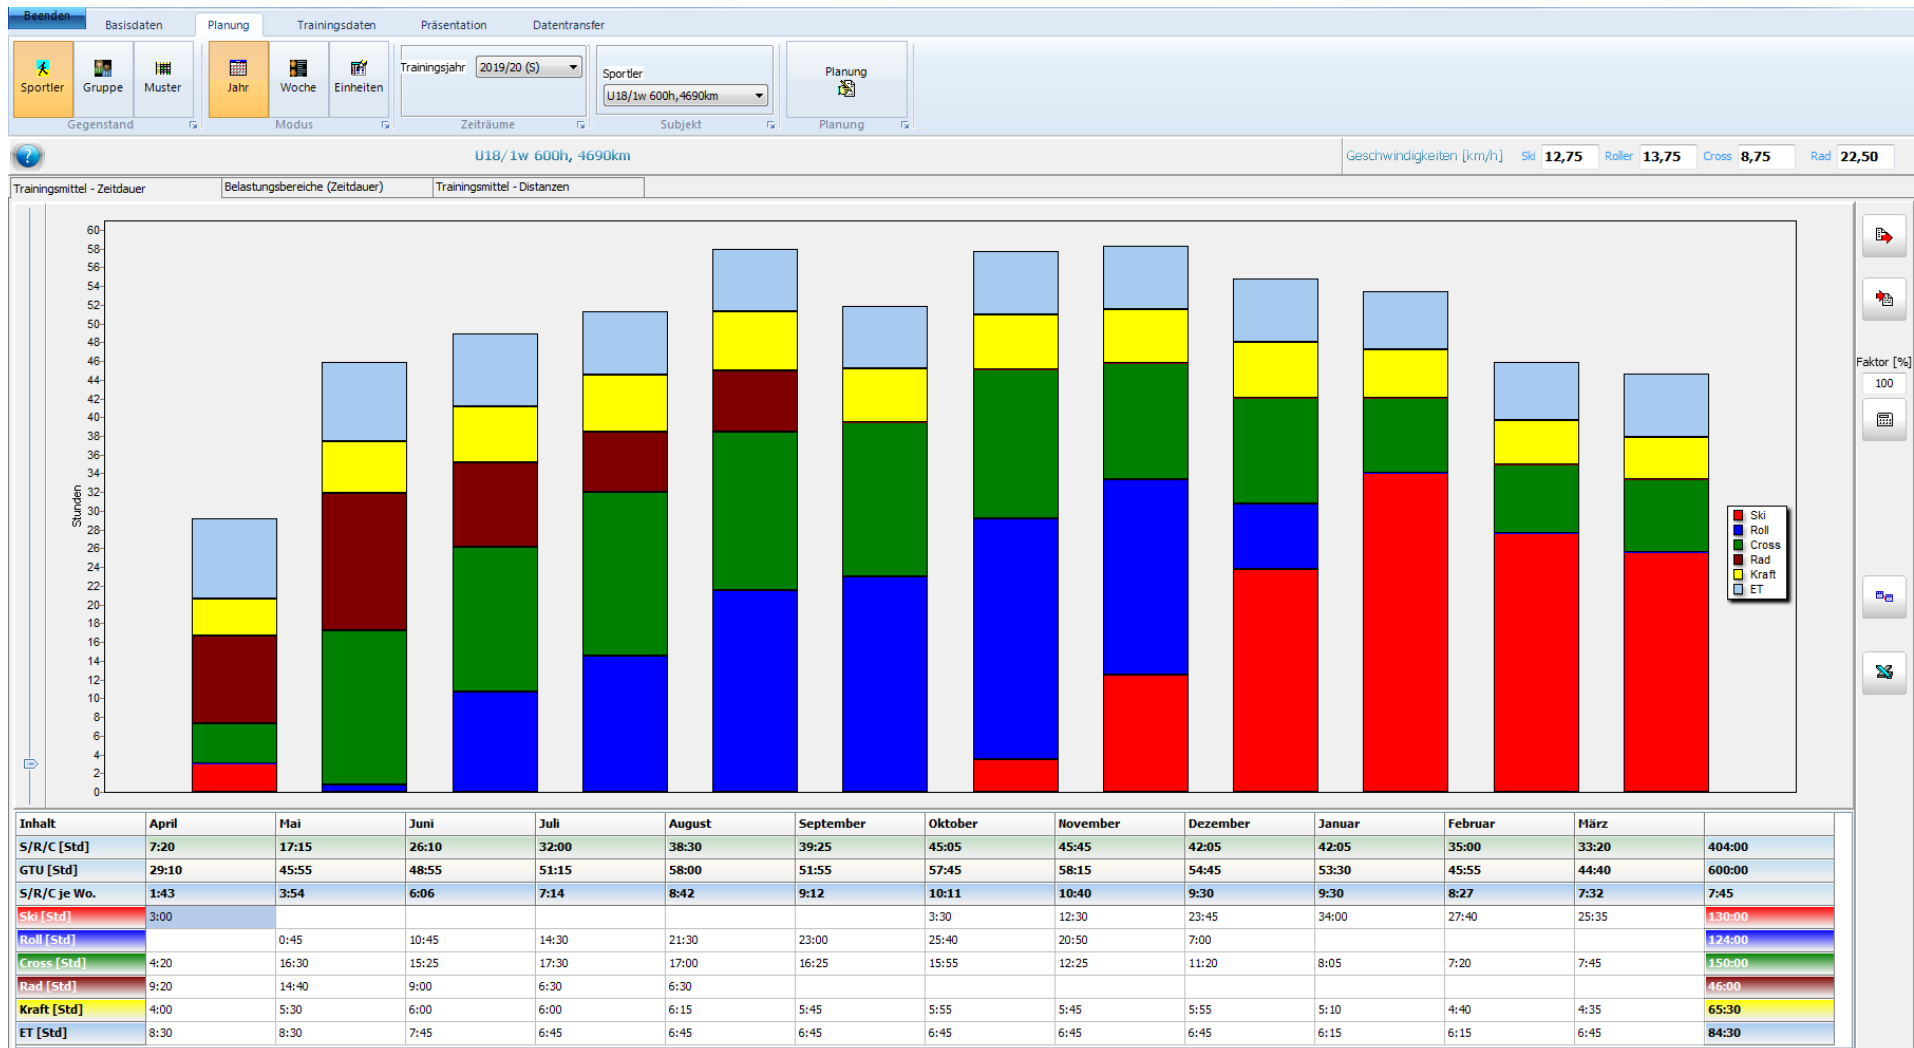 Beenden
Basisdaten Planung Trainingsdaten Präsentation Datentransfer
Sportler Gruppe Muster Jahr Woche Einheiten
Trainingsjahr 2019/20 (S)
Sportler
U18/1w 600h,4690km
Planung
Gegenstand Modus Zeiträume Subjekt Planung
U18/1w 600h, 4690km
Geschwindigkeiten [km/h] Ski 12,75 Roller 13,75 Cross 8,75 Rad 22,50
Trainingsmittel - Zeitdauer Belastungsbereiche (Zeitdauer) Trainingsmittel - Distanzen
60
58
56
54
52
50
48
46
44
42
40
38
36
34
32
30
28
26
24
22
20
18
16
14
12
10
8
6
4
2
0
Stunden
Ski
Roll
Cross
Rad
Kraft
ET
Faktor [%]
100
Inhalt April Mai Juni Juli August September Oktober November Dezember Januar Februar März
S/R/C [Std] 7:20 17:15 26:10 32:00 38:30 39:25 45:05 45:45 42:05 42:05 35:00 33:20 404:00
GTU [Std] 29:10 45:55 48:55 51:15 58:00 51:55 57:45 58:15 54:45 53:30 45:55 44:40 600:00
S/R/C je Wo. 1:43 3:54 6:06 7:14 8:42 9:12 10:11 10:40 9:30 9:30 8:27 7:32 7:45
Ski [Std] 3:00 3:30 12:30 23:45 34:00 27:40 25:35 130:00
Roll [Std] 0:45 10:45 14:30 21:30 23:00 25:40 20:50 7:00 124:00
Cross [Std] 4:20 16:30 15:25 17:30 17:00 16:25 15:55 12:25 11:20 8:05 7:20 7:45 150:00
Rad [Std] 9:20 14:40 9:00 6:30 6:30 46:00
Kraft [Std] 4:00 5:30 6:00 6:00 6:15 5:45 5:55 5:45 5:55 5:10 4:40 4:35 65:30
ET [Std] 8:30 8:30 7:45 6:45 6:45 6:45 6:45 6:45 6:45 6:15 6:15 6:45 84:30